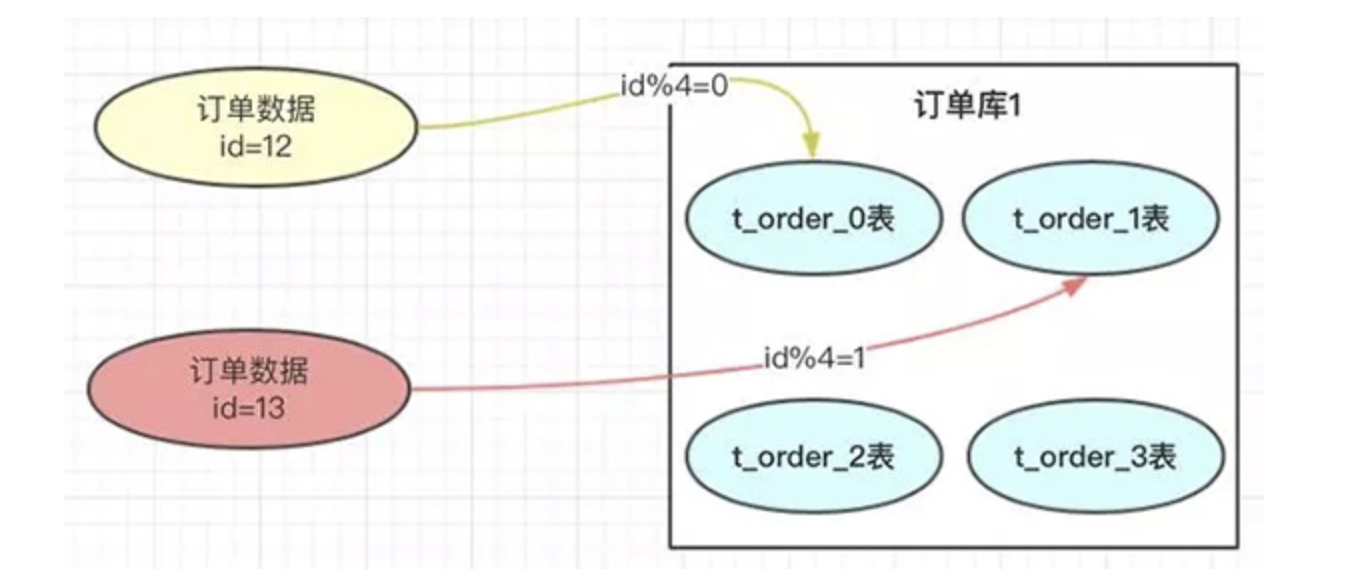 订单数据
id=12
id%4=0
订单库1
t_order_0表
t_order_1表
订单数据
id=13
id%4=1
t_order_2表
t_order_3表